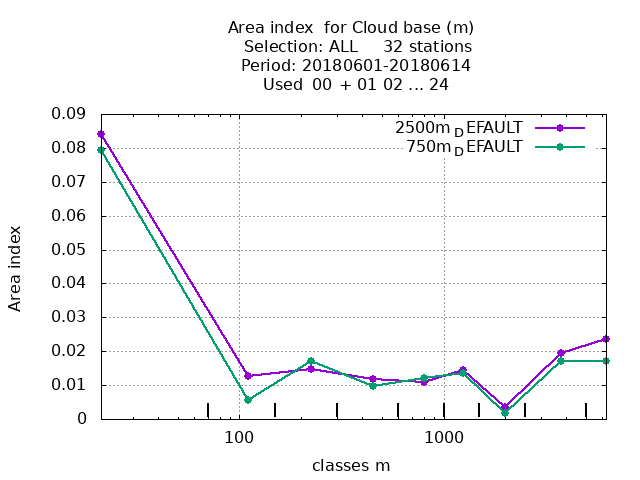 Area index  for Cloud base (m)
Selection: ALL     32 stations
Period: 20180601-20180614
Used  00 + 01 02 ... 24
2500m_DEFAULT
750m_DEFAULT
0.09
0.08
0.07
0.06
0.05
0.04
0.03
0.02
0.01
0
Area index
100
1000
classes m